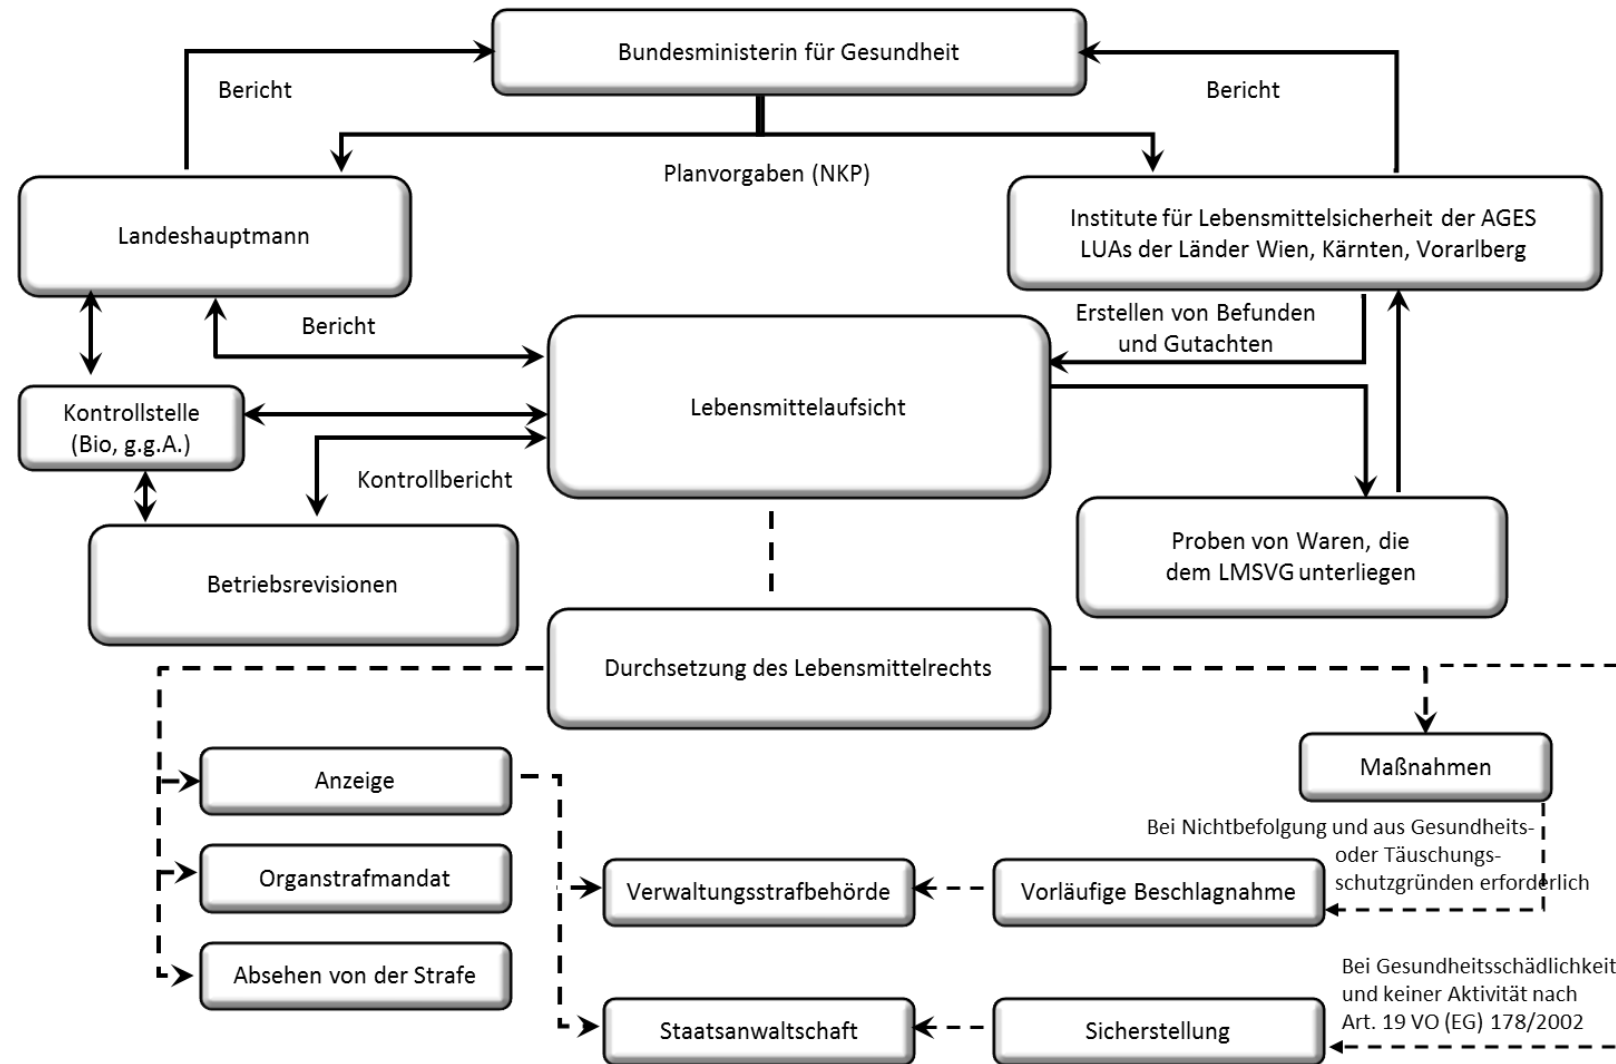 Bundesministerin für Gesundheit
Bericht
Bericht
Planvorgaben (NKP)
Landeshauptmann
Institute für Lebensmittelsicherheit der AGES
LUAs der Länder Wien, Kärnten, Vorarlberg
Bericht
Erstellen von Befunden
und Gutachten
Kontrollstelle
(Bio, g.g.A.)
Lebensmittelaufsicht
Kontrollbericht
Betriebsrevisionen
Proben von Waren, die
dem LMSVG unterliegen
Durchsetzung des Lebensmittelrechts
Anzeige
Maßnahmen
Bei Nichtbefolgung und aus Gesundheits-
oder Täuschungs-
schutzgründen erforderlich
Organstrafmandat
Verwaltungsstrafbehörde
Vorläufige Beschlagnahme
Absehen von der Strafe
Bei Gesundheitsschädlichkeit
und keiner Aktivität nach
Art. 19 VO (EG) 178/2002
Staatsanwaltschaft
Sicherstellung